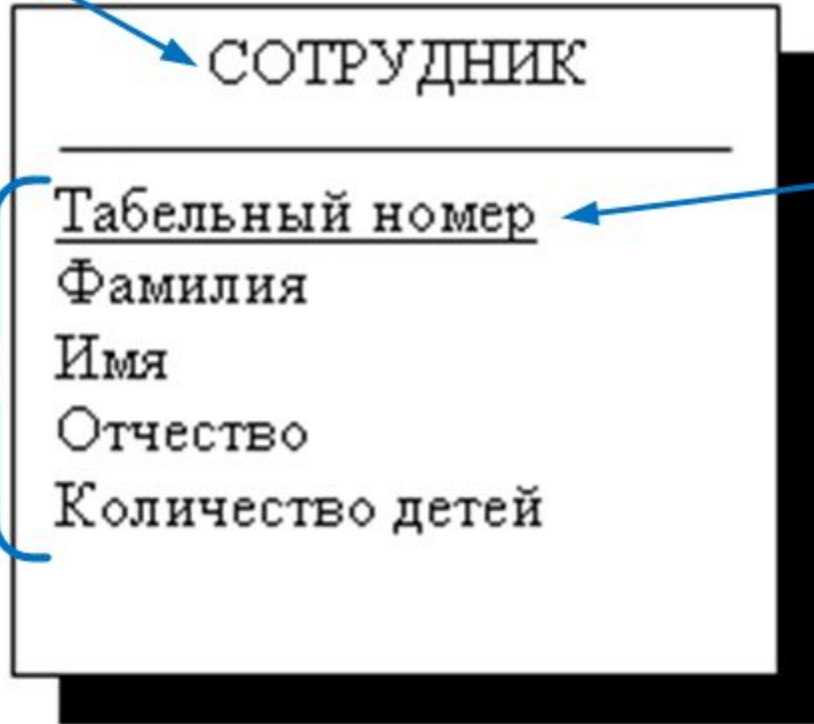 СОТРУДНИК
Табельный номер
Фамилия
Имя
Отчество
Количество детей